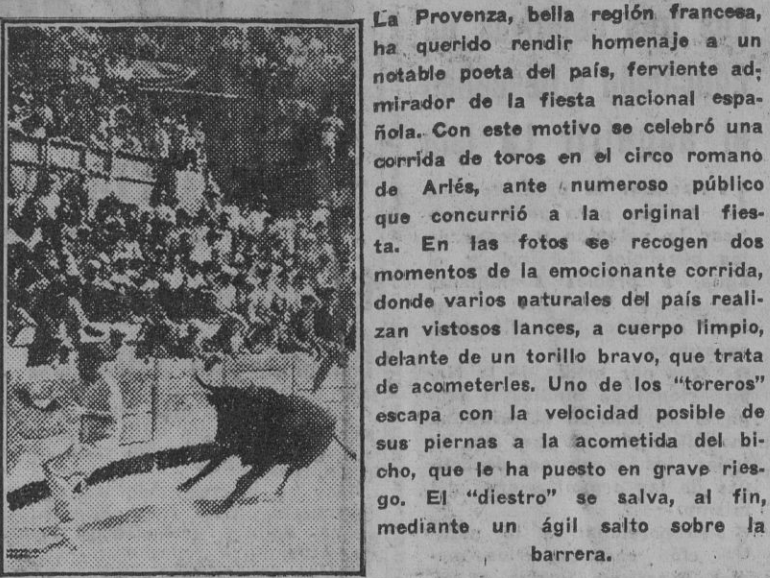 La Provenza, bella región francesa,
ha querido rendir homenaje a un
notable poeta del país, ferviente ad-
mirador de la fiesta nacional espa-
ñola. Con este motivo se celebró una
corrida de toros en el circo romano
de Arlés, ante numeroso público
que concurrió a la original fies-
ta. En las fotos se recogen dos
momentos de la emocionante corrida,
donde varios naturales del país reali-
zan vistosos lances, a cuerpo limpio,
delante de un torillo bravo, que trata
de acometerles. Uno de los "toreros"
escapa con la velocidad posible de
sus piernas a la acometida del bi-
cho, que le ha puesto en grave ries-
go. El "diestro" se salva, al fin,
mediante un ágil salto sobre la
barrera.